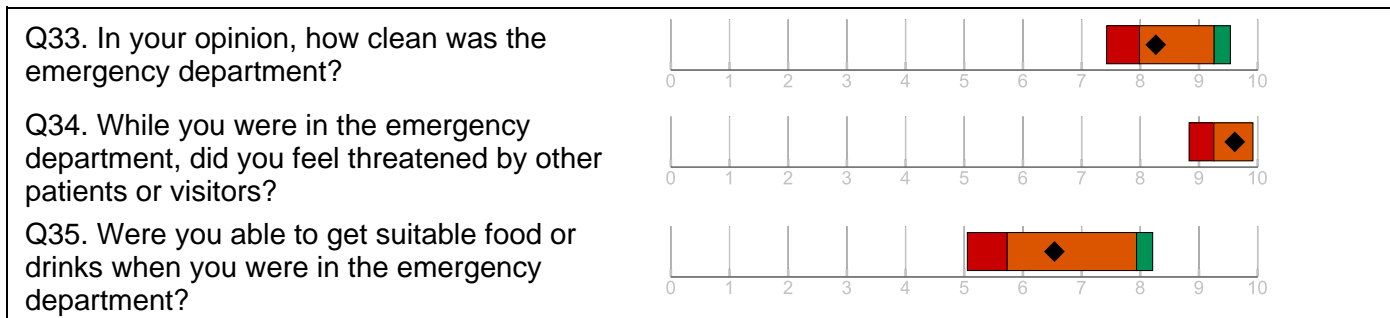 Q33. In your opinion, how clean was the
emergency department?
0 1 2 3 4 5 6 7 8 9 10
Q34. While you were in the emergency
department, did you feel threatened by other
patients or visitors?
0 1 2 3 4 5 6 7 8 9 10
Q35. Were you able to get suitable food or
drinks when you were in the emergency
department?
0 1 2 3 4 5 6 7 8 9 10